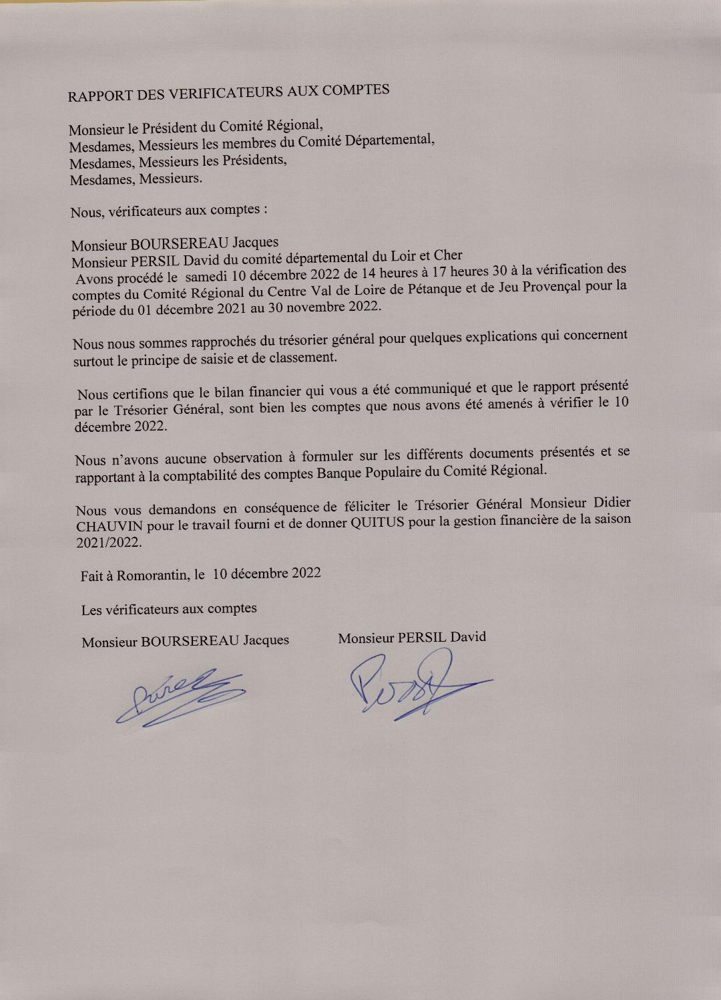 RAPPORT DES VERIFICATEURS AUX COMPTES
Monsieur le Président du Comité Régional,
Mesdames, Messieurs les membres du Comité Départemental,
Mesdames, Messieurs les Présidents,
Mesdames, Messieurs.
Nous, vérificateurs aux comptes :
Monsieur BOURSEREAU Jacques
Monsieur PERSIL David du comité départemental du Loir et Cher
Avons procédé le samedi 10 décembre 2022 de 14 heures à 17 heures 30 à la vérification des
comptes du Comité Régional du Centre Val de Loire de Pétanque et de Jeu Provençal pour la
période du 01 décembre 2021 au 30 novembre 2022.
Nous nous sommes rapprochés du trésorier général pour quelques explications qui concernent
surtout le principe de saisie et de classement.
Nous certifions que le bilan financier qui vous a été communiqué et que le rapport présenté
par le Trésorier Général, sont bien les comptes que nous avons été amenés à vérifier le 10
décembre 2022.
Nous n'avons aucune observation à formuler sur les différents documents présentés et se
rapportant à la comptabilité des comptes Banque Populaire du Comité Régional.
Nous vous demandons en conséquence de féliciter le Trésorier Général Monsieur Didier
CHAUVIN pour le travail fourni et de donner QUITUS pour la gestion financière de la saison
2021/2022.
Fait à Romorantin, le 10 décembre 2022
Les vérificateurs aux comptes
Monsieur BOURSEREAU Jacques Monsieur PERSIL David